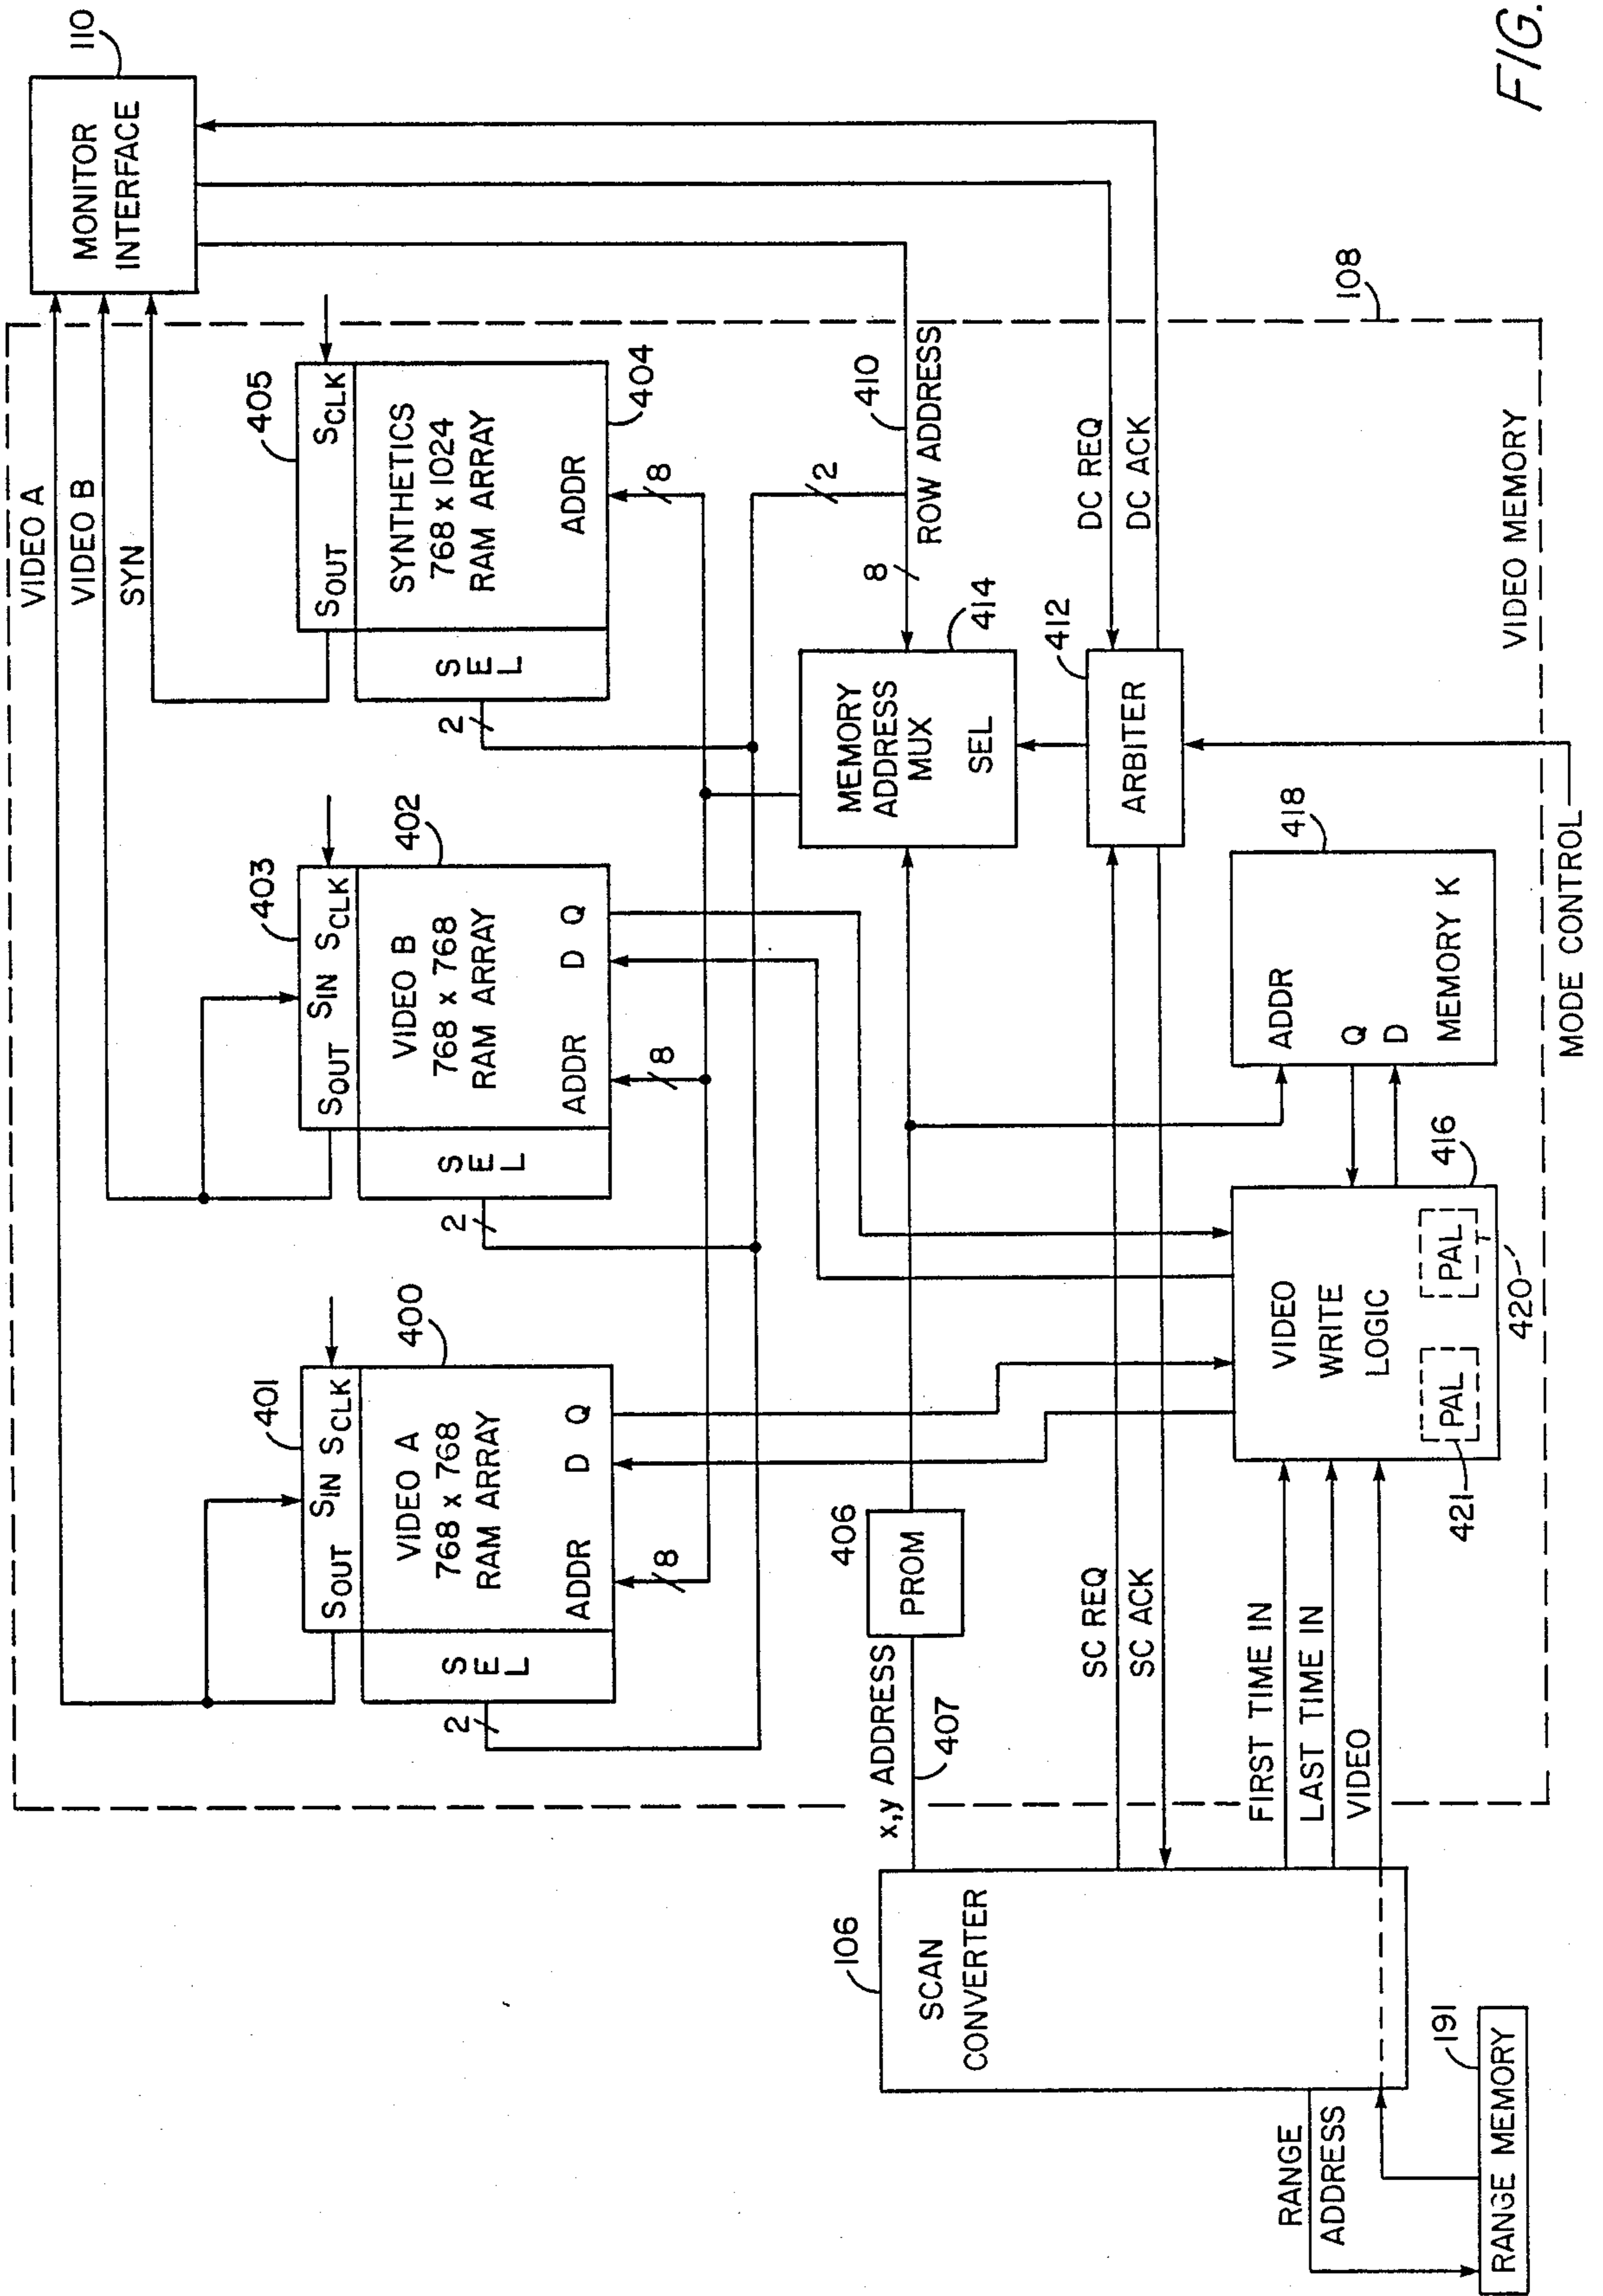 110
MONITOR
INTERFACE
VIDEO A
VIDEO B
SYN
401
SOUT SIN SCLK
VIDEO A
768 x 768
RAM ARRAY
ADDR D Q
SEL
400
2
8
403
SOUT SIN SCLK
VIDEO B
768 x 768
RAM ARRAY
ADDR D Q
SEL
402
2
8
405
SOUT SCLK
SYNTHETICS
768 x 1024
RAM ARRAY
ADDR
SEL
404
2
8
2
410
ROW ADDRESS
8
x,y ADDRESS
407
406
PROM
MEMORY
ADDRESS
MUX
SEL
414
DC REQ
DC ACK
412
ARBITER
SC REQ
SC ACK
106
SCAN
CONVERTER
FIRST TIME IN
LAST TIME IN
VIDEO
VIDEO
WRITE
LOGIC
PAL
PAL
421
420
416
418
ADDR
Q
D
MEMORY K
MODE CONTROL
VIDEO MEMORY
108
RANGE
ADDRESS
191
RANGE MEMORY
FIG.